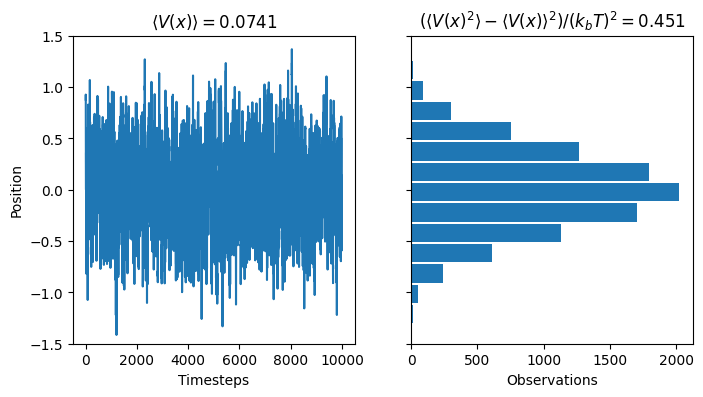 ⟨V(x)⟩ = 0.0741
(⟨V(x)²⟩ − ⟨V(x)⟩²)/(k_bT)² = 0.451
1.5
1.0
0.5
0.0
−0.5
−1.0
−1.5
Position
0 2000 4000 6000 8000 10000
0 500 1000 1500 2000
Timesteps
Observations